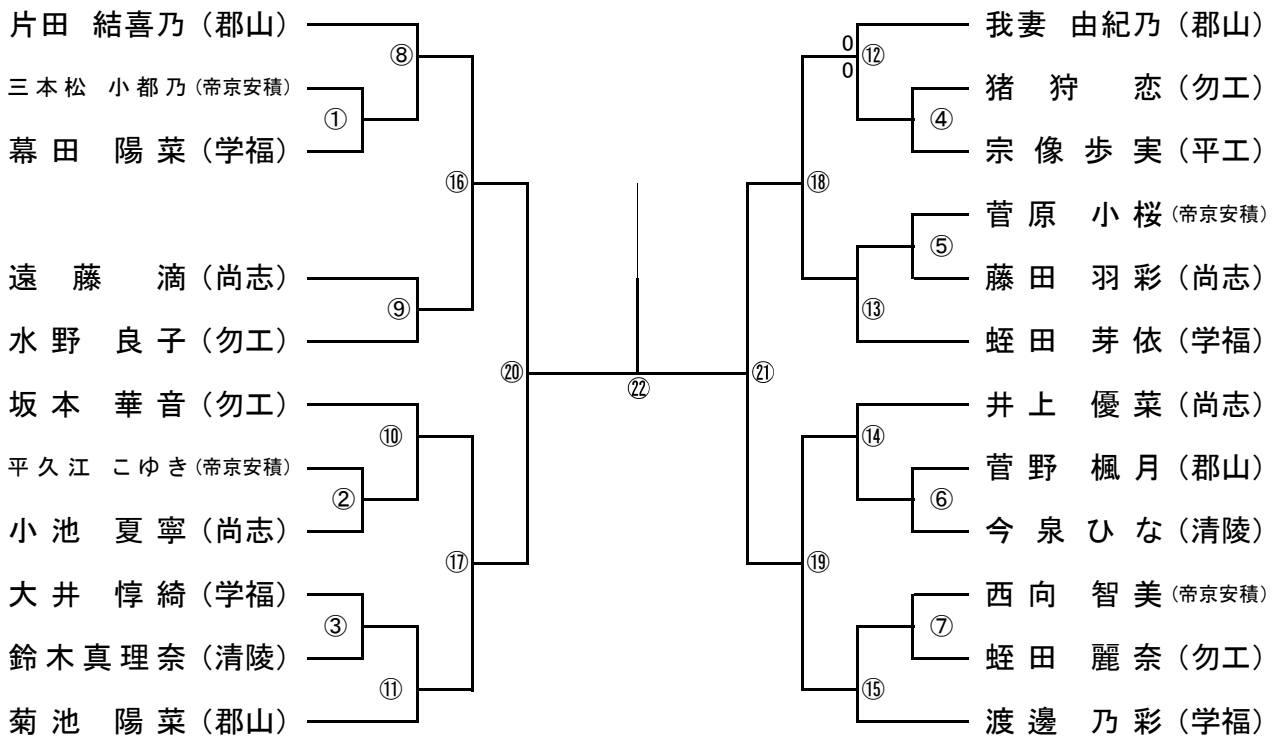 片田 結喜乃（郡山）
三本松 小都乃（帝京安積）
幕田 陽菜（学福）
遠藤 滴（尚志）
水野 良子（勿工）
坂本 華音（勿工）
平久江 こゆき（帝京安積）
小池 夏寧（尚志）
大井 惇綺（学福）
鈴木真理奈（清陵）
菊池 陽菜（郡山）
⑧
①
⑯
⑨
⑳
⑩
②
⑰
③
⑪
㉒
0
0
⑫
④
⑱
⑤
⑬
㉑
⑭
⑥
⑲
⑦
⑮
我妻 由紀乃（郡山）
猪狩 恋（勿工）
宗像歩実（平工）
菅原 小桜（帝京安積）
藤田 羽彩（尚志）
蛭田 芽依（学福）
井上 優菜（尚志）
菅野 楓月（郡山）
今泉ひな（清陵）
西向 智美（帝京安積）
蛭田 麗奈（勿工）
渡邊 乃彩（学福）